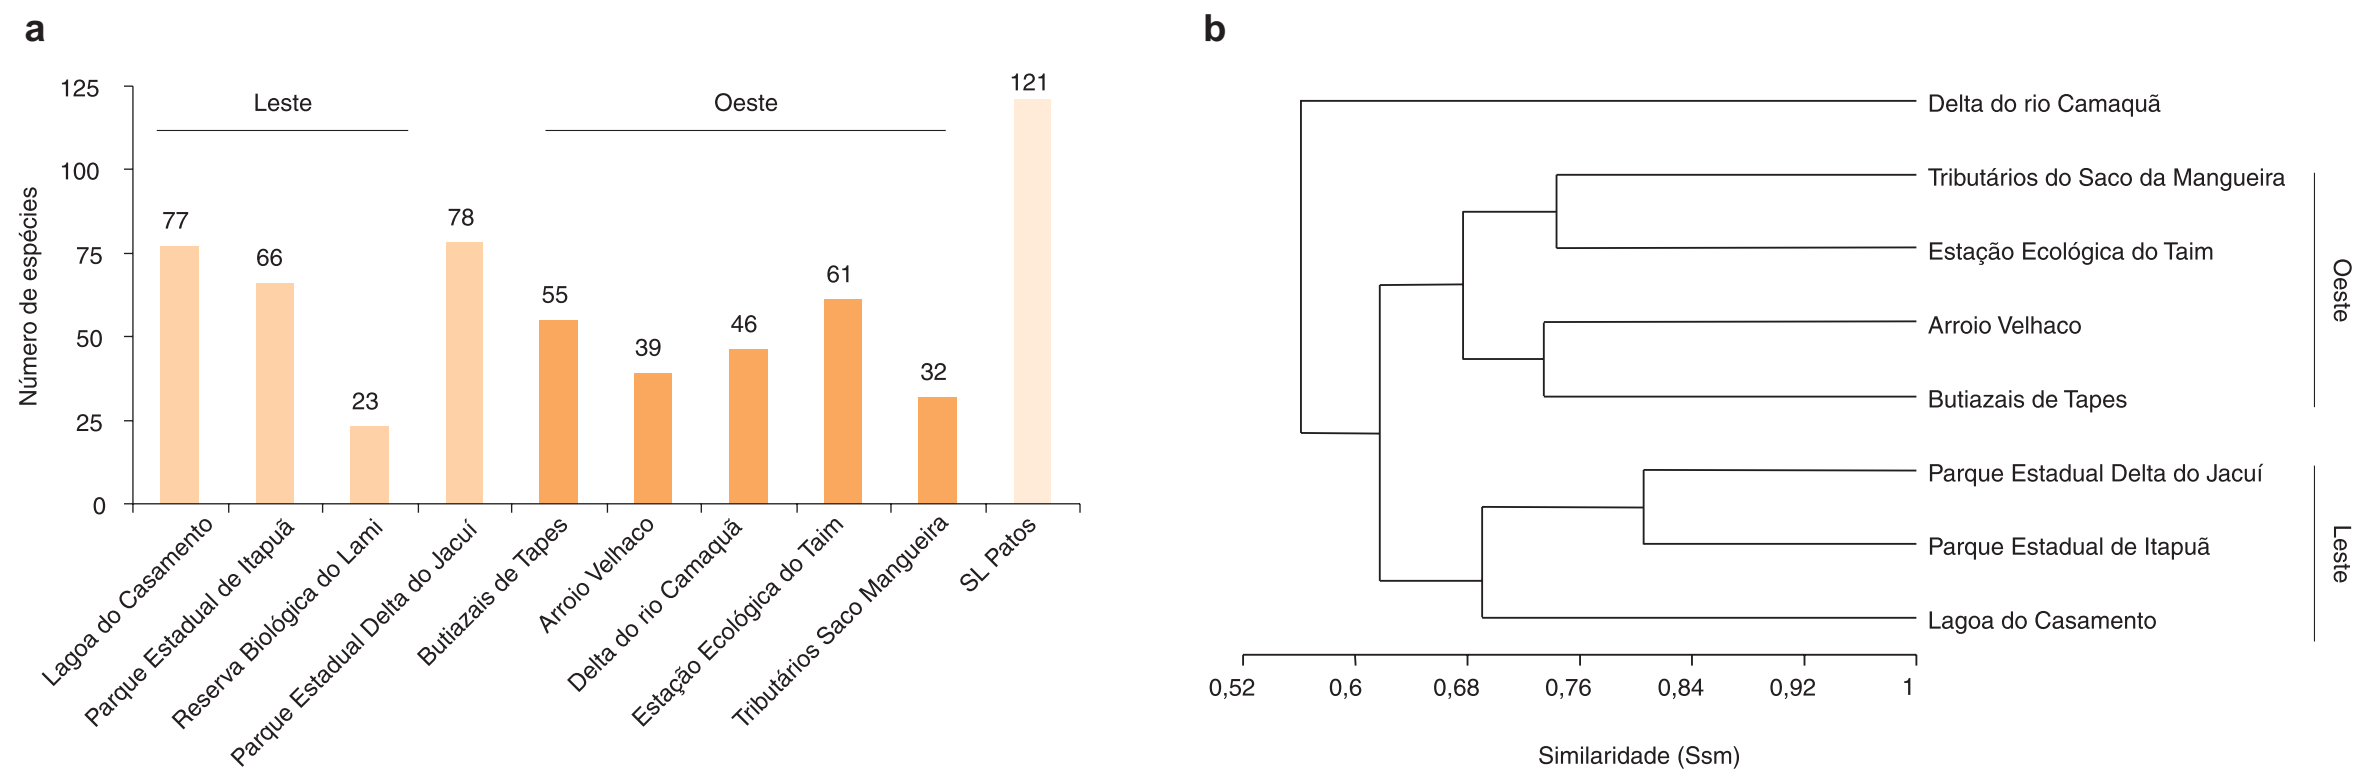 a
Número de espécies
125
100
75
50
25
0
Leste
Oeste
77
66
23
78
55
39
46
61
32
121
Lagoa do Casamento
Parque Estadual de Itapuã
Reserva Biológica do Lami
Parque Estadual Delta do Jacuí
Butiazais de Tapes
Arroio Velhaco
Delta do rio Camaquã
Estação Ecológica do Taim
Tributários Saco Mangueira
SL Patos
b
Delta do rio Camaquã
Tributários do Saco da Mangueira
Estação Ecológica do Taim
Arroio Velhaco
Butiazais de Tapes
Parque Estadual Delta do Jacuí
Parque Estadual de Itapuã
Lagoa do Casamento
Oeste
Leste
0,52 0,6 0,68 0,76 0,84 0,92 1
Similaridade (Ssm)